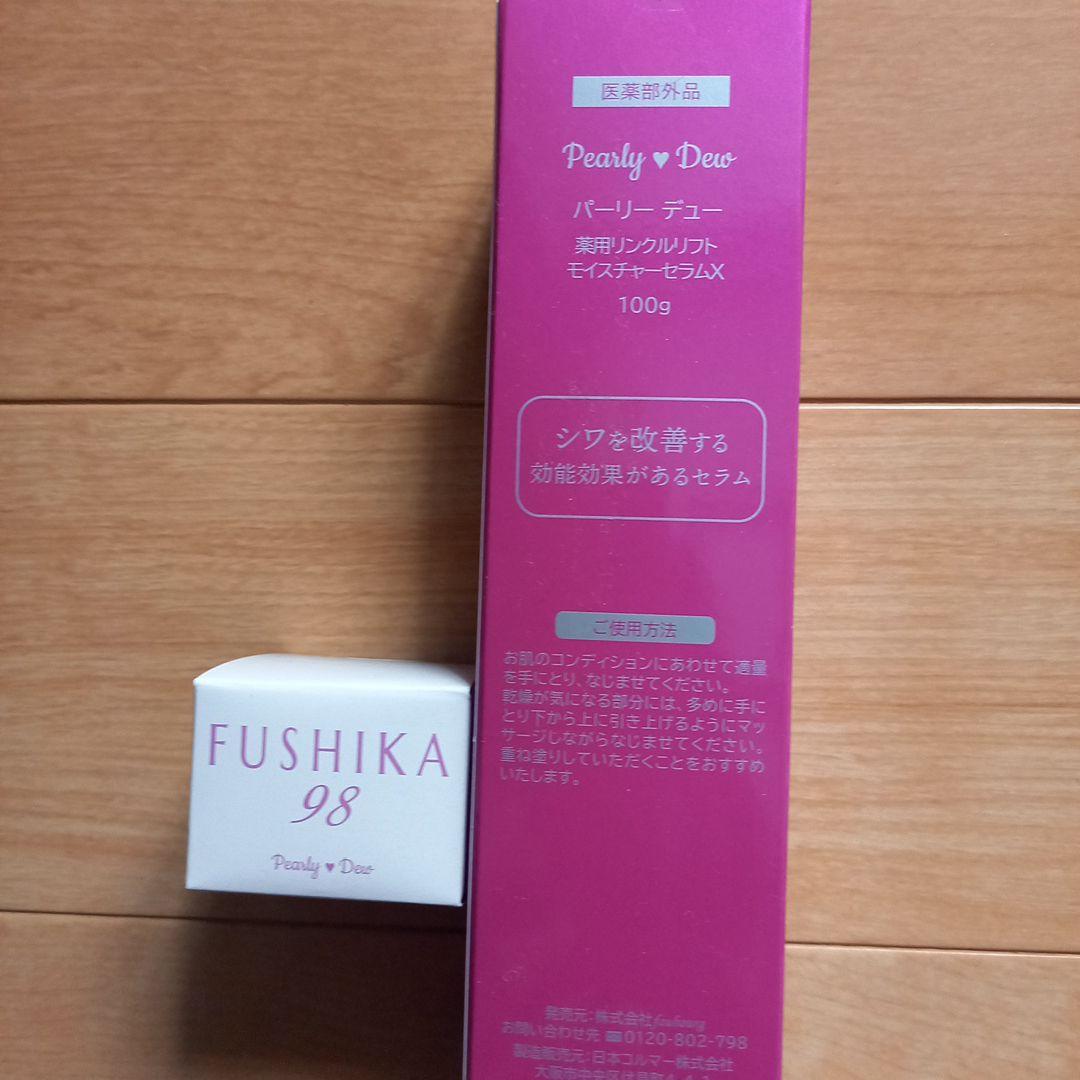 医薬部外品
Pearly ♥ Dew
パーリー デュー
薬用リンクルリフト
モイスチャーセラムX
100g
シワを改善する
効能効果があるセラム
ご使用方法
お肌のコンディションにあわせて適量
を手にとり、なじませてください。
乾燥が気になる部分には、多めに手に
とり下から上に引き上げるようにマッ
サージしながらなじませてください。
重ね塗りしていただくことをおすすめ
いたします。
発売元：株式会社
お問い合わせ先 ☎0120-802-798
製造販売元：日本コルマー株式会社
大阪市中央区伏見町4-4-1
FUSHIKA
98
Pearly ♥ Dew